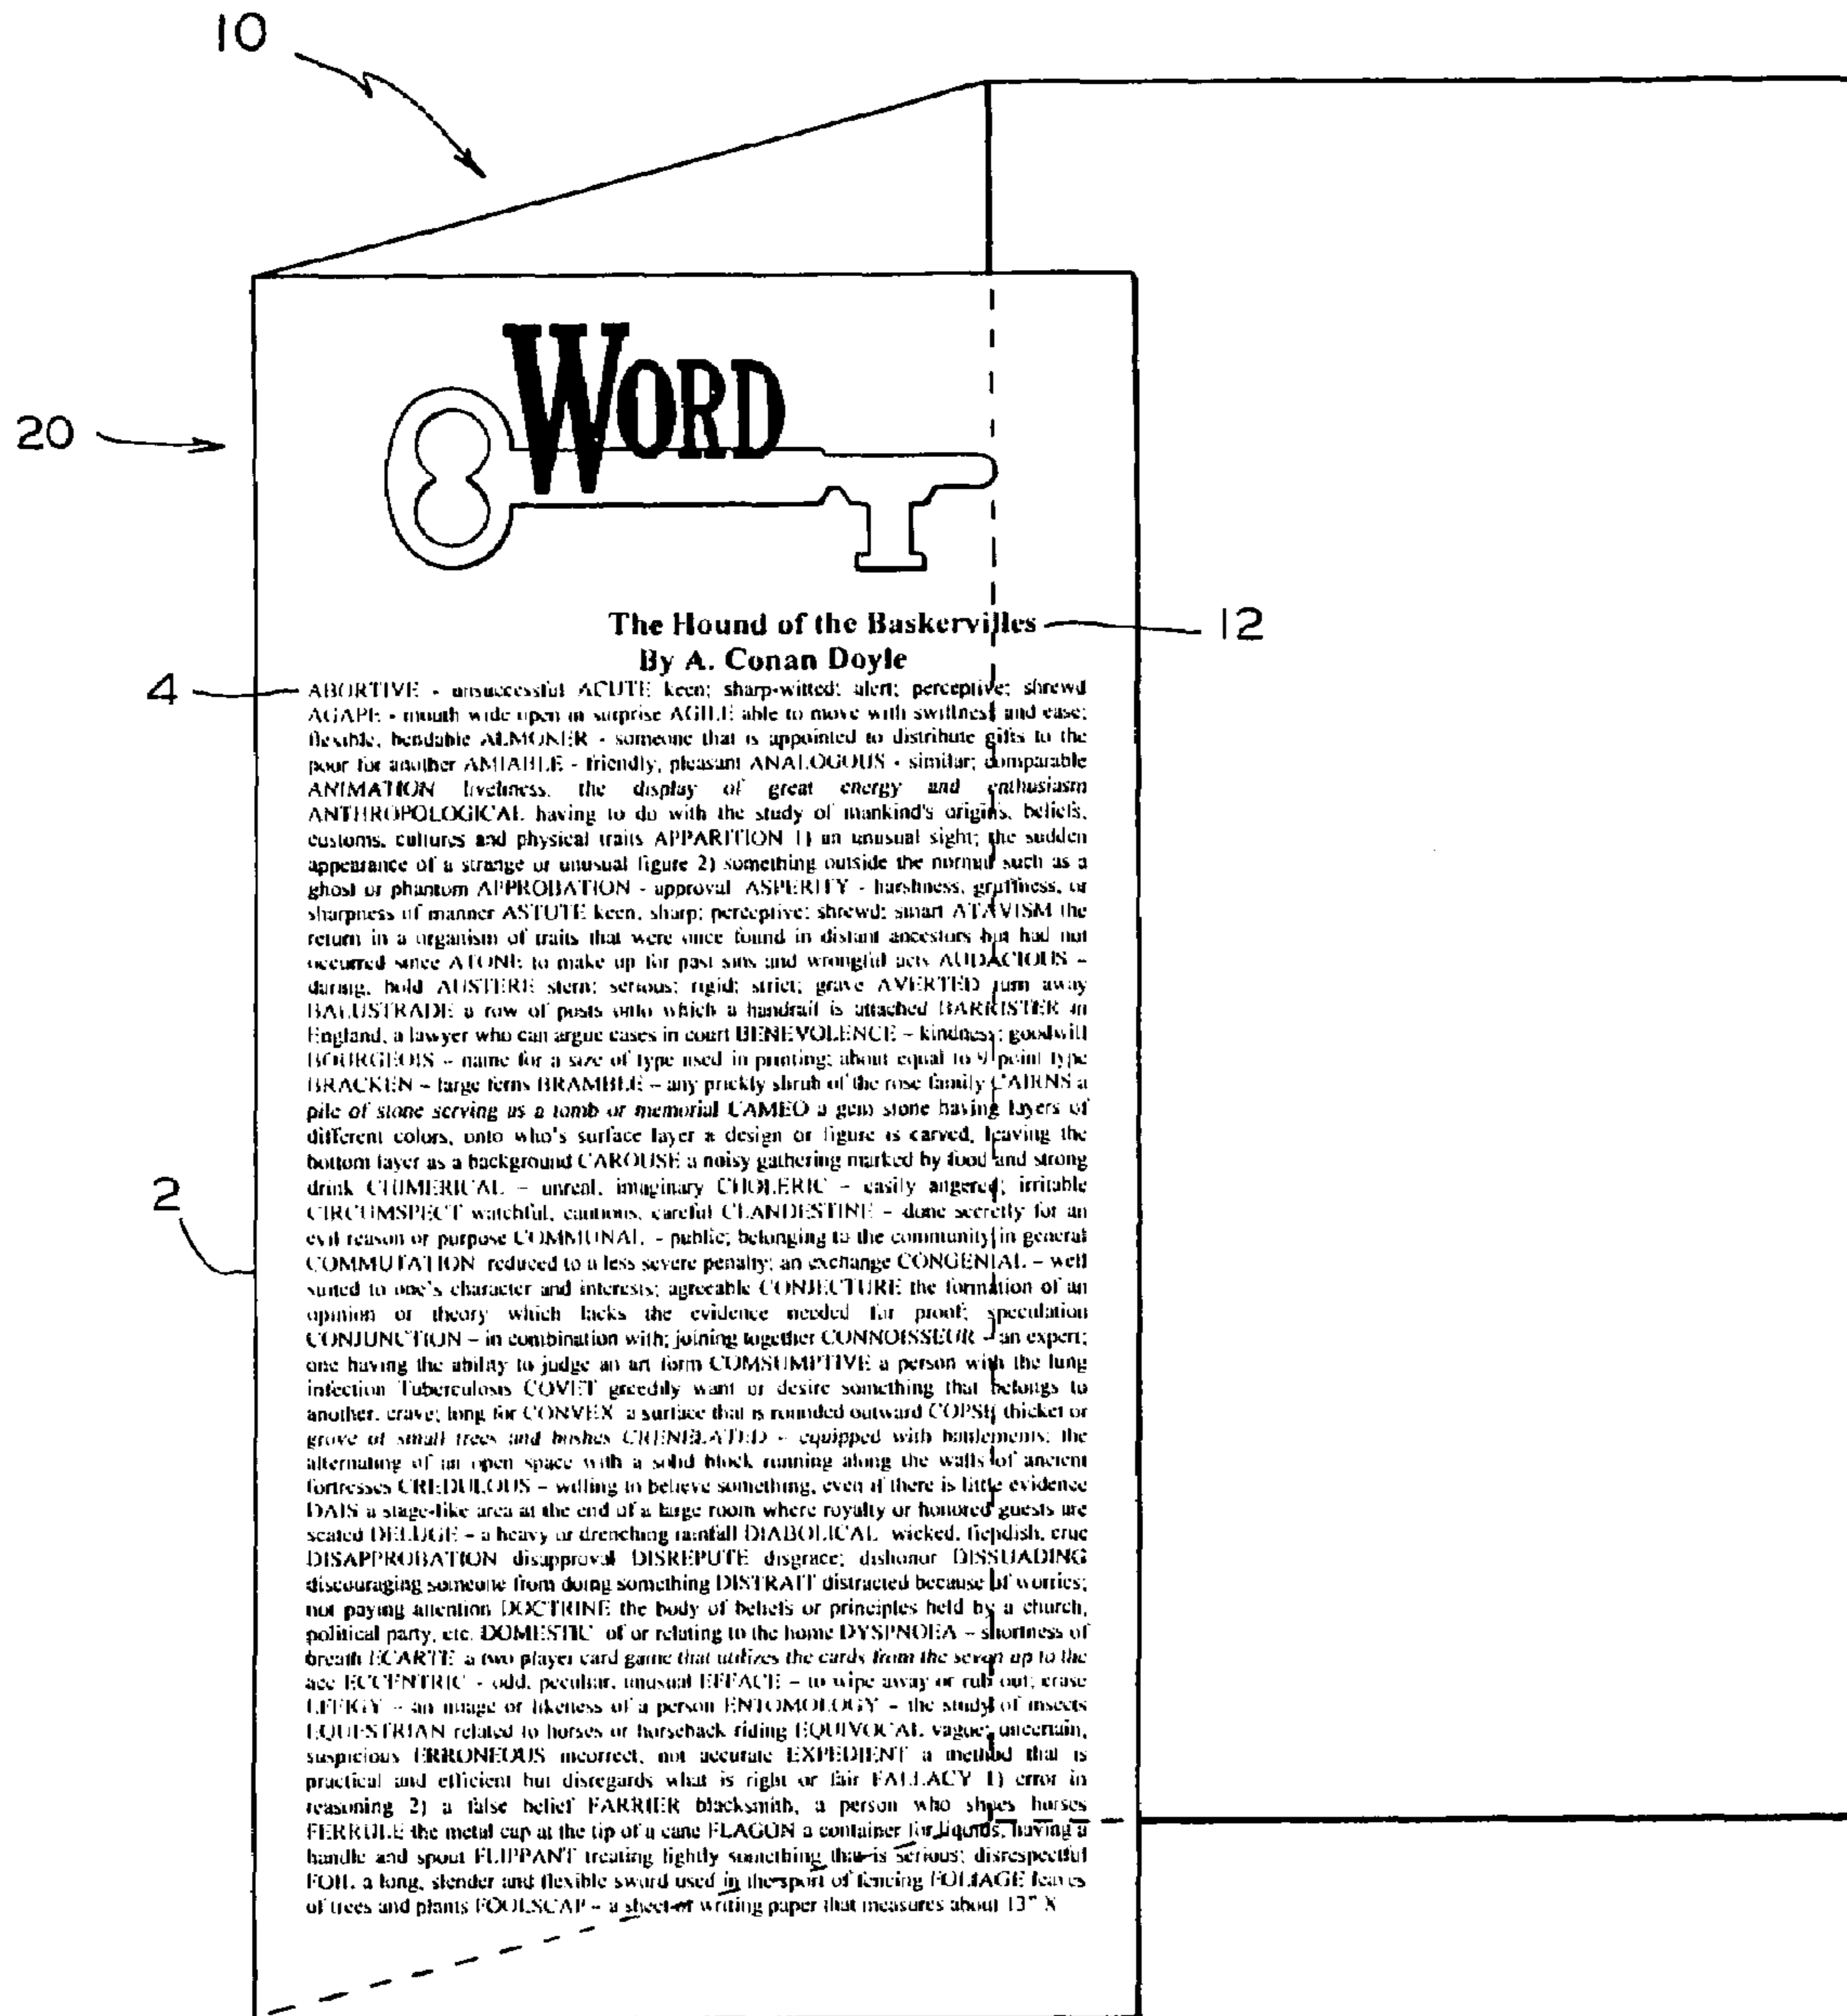 10
WORD
20
The Hound of the Baskervilles
12
By A. Conan Doyle
4
ABORTIVE - unsuccessful ACUTE keen; sharp-witted; alert; perceptive; shrewd
AGAPE - mouth wide open in surprise AGILE able to move with swiftness and ease;
flexible, bendable ALMONER - someone that is appointed to distribute gifts to the
poor for another AMIABLE - friendly, pleasant ANALOGOUS - similar; comparable
ANIMATION liveliness, the display of great energy and enthusiasm
ANTHROPOLOGICAL having to do with the study of mankind's origins, beliefs,
customs, cultures and physical traits APPARITION 1) an unusual sight; the sudden
appearance of a strange or unusual figure 2) something outside the normal such as a
ghost or phantom APPROBATION - approval ASPERITY - harshness, gruffiness, or
sharpness of manner ASTUTE keen, sharp; perceptive; shrewd; smart ATAVISM the
return in a organism of traits that were once found in distant ancestors but had not
occurred since ATONE to make up for past sins and wrongful acts AUDACIOUS –
daring, bold AUSTERE stern; serious; rigid; strict; grave AVERTED turn away
BALUSTRADE a row of posts onto which a handrail is attached BARRISTER in
England, a lawyer who can argue cases in court BENEVOLENCE – kindness; goodwill
BOURGEOIS – name for a size of type used in printing; about equal to 9 point type
BRACKEN – large ferns BRAMBLE – any prickly shrub of the rose family CAIRNS a
pile of stone serving as a tomb or memorial CAMEO a gem stone having layers of
different colors, onto who's surface layer a design or figure is carved, leaving the
bottom layer as a background CAROUSE a noisy gathering marked by food and strong
drink CHIMERICAL – unreal, imaginary CHOLERIC – easily angered; irritable
2
CIRCUMSPECT watchful, cautious, careful CLANDESTINE – done secretly for an
evil reason or purpose COMMUNAL - public; belonging to the community in general
COMMUTATION reduced to a less severe penalty; an exchange CONGENIAL – well
suited to one's character and interests; agreeable CONJECTURE the formation of an
opinion or theory which lacks the evidence needed for proof; speculation
CONJUNCTION – in combination with; joining together CONNOISSEUR – an expert;
one having the ability to judge an art form COMSUMPTIVE a person with the lung
infection Tuberculosis COVET greedily want or desire something that belongs to
another, crave; long for CONVEX a surface that is rounded outward COPSE thicket or
grove of small trees and bushes CRENELATED – equipped with battlements; the
alternating of an open space with a solid block running along the walls of ancient
fortresses CREDULOUS – willing to believe something, even if there is little evidence
DAIS a stage-like area at the end of a large room where royalty or honored guests are
seated DELUGE – a heavy or drenching rainfall DIABOLICAL wicked, fiendish, cruc
DISAPPROBATION disapproval DISREPUTE disgrace; dishonor DISSUADING
discouraging someone from doing something DISTRAIT distracted because of worries;
not paying attention DOCTRINE the body of beliefs or principles held by a church,
political party, etc. DOMESTIC of or relating to the home DYSPNOEA – shortness of
breath ECARTE a two player card game that utilizes the cards from the seven up to the
ace ECCENTRIC - odd, peculiar, unusual EFFACE – to wipe away or rub out; erase
EFFIGY – an image or likeness of a person ENTOMOLOGY – the study of insects
EQUESTRIAN related to horses or horseback riding EQUIVOCAL vague; uncertain,
suspicious ERRONEOUS incorrect, not accurate EXPEDIENT a method that is
practical and efficient but disregards what is right or fair FALLACY 1) error in
reasoning 2) a false belief FARRIER blacksmith, a person who shoes horses
FERRULE the metal cap at the tip of a cane FLAGON a container for liquids, having a
handle and spout FLIPPANT treating lightly something that is serious; disrespectful
FOIL a long, slender and flexible sword used in the sport of fencing FOLIAGE leaves
of trees and plants FOOLSCAP – a sheet of writing paper that measures about 13" X